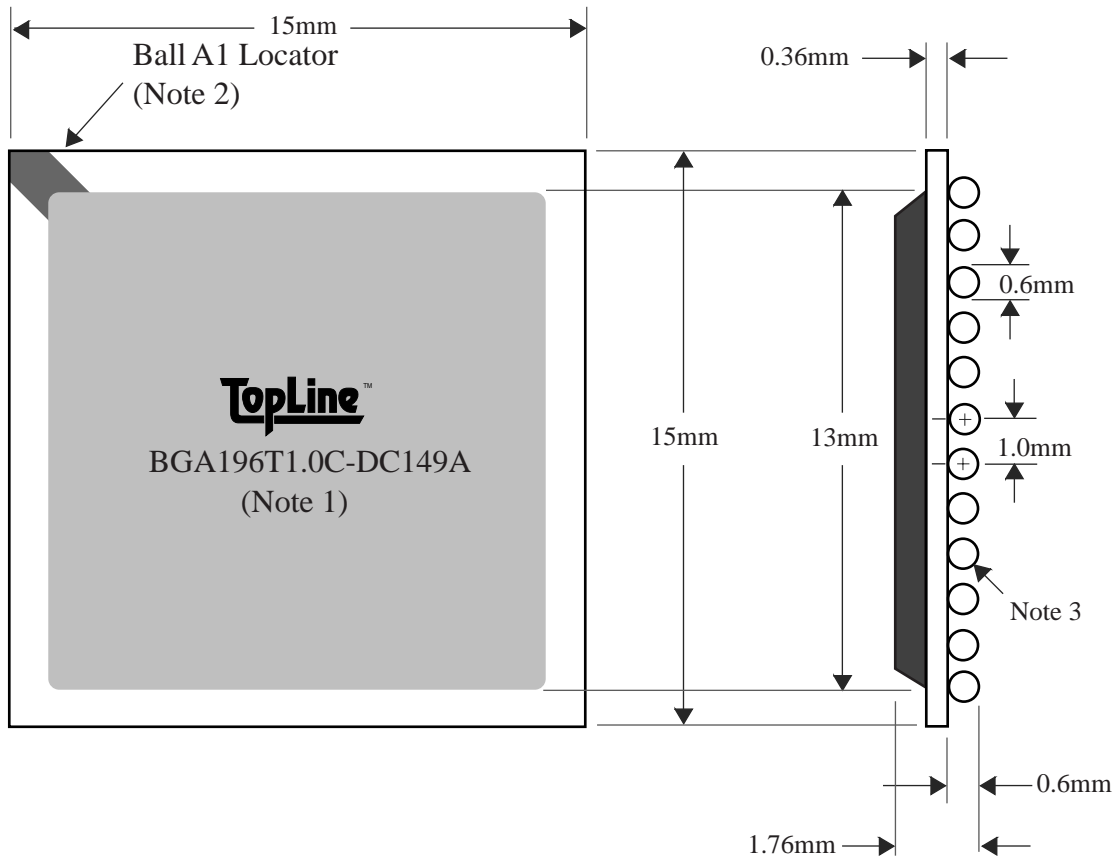 15mm
Ball A1 Locator
(Note 2)
0.36mm
0.6mm
1.0mm
15mm
13mm
TopLine™
BGA196T1.0C-DC149A
(Note 1)
Note 3
0.6mm
1.76mm